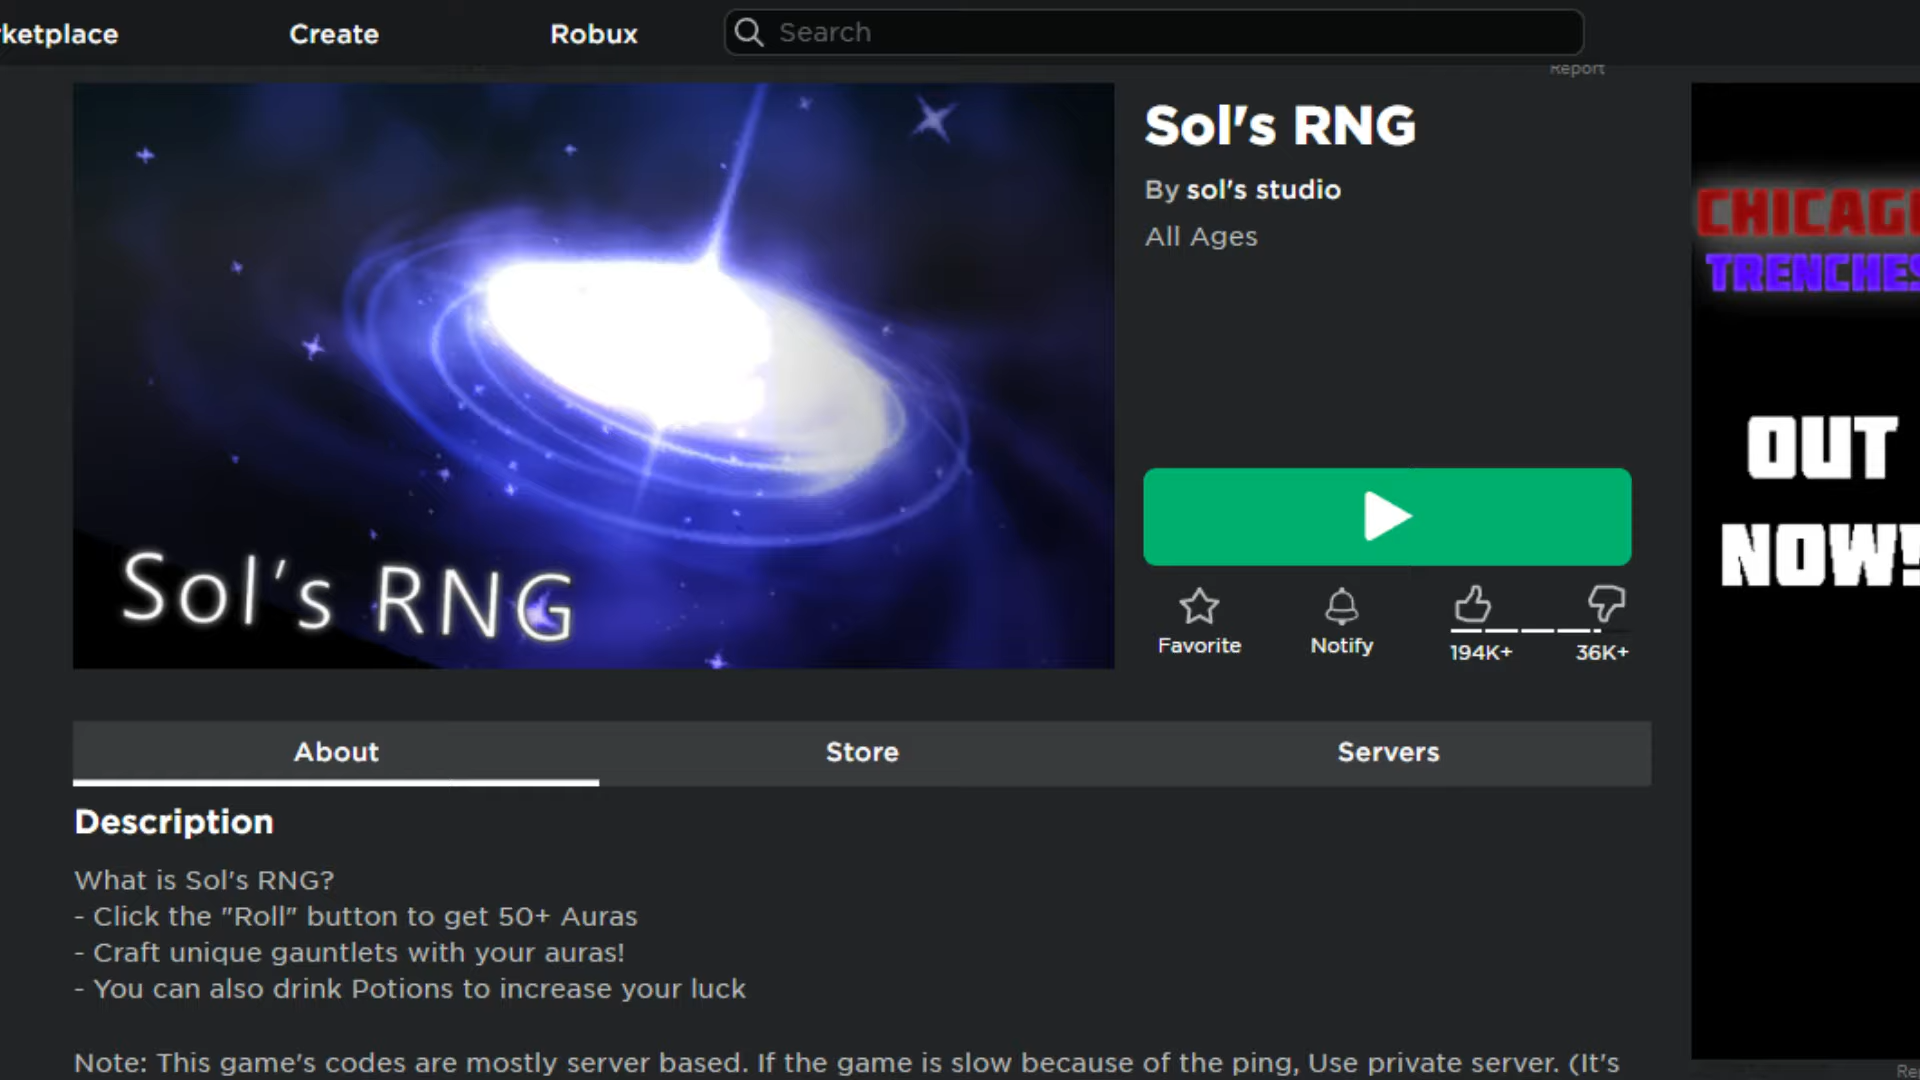 ketplace
Create
Robux
Search
Report
Sol's RNG
By sol's studio
All Ages
Sol's RNG
Favorite
Notify
194K+
36K+
CHICAG
TRENCHES
OUT
NOW!
About
Store
Servers
Description
What is Sol's RNG?
- Click the "Roll" button to get 50+ Auras
- Craft unique gauntlets with your auras!
- You can also drink Potions to increase your luck
Note: This game's codes are mostly server based. If the game is slow because of the ping, Use private server. (It's
Re